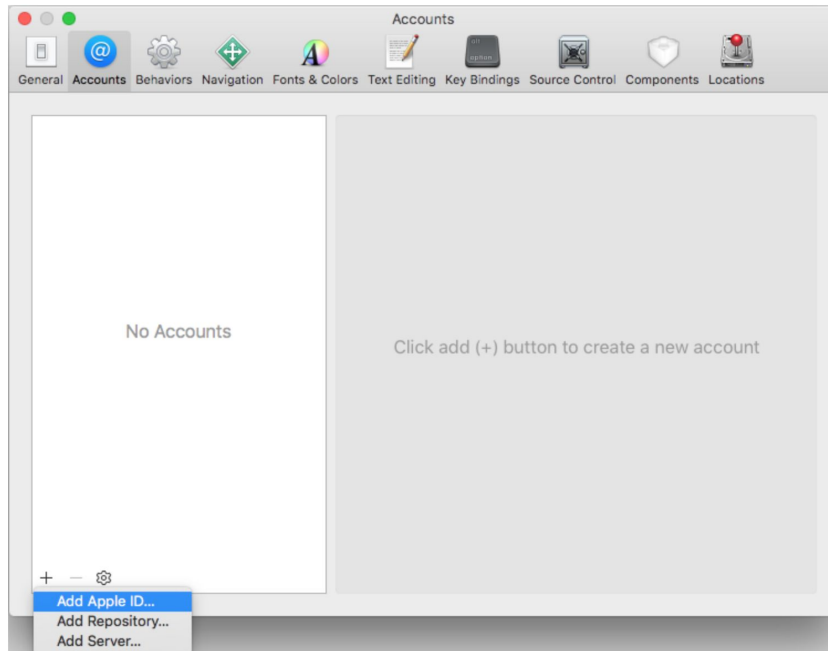 Accounts
General Accounts Behaviors Navigation Fonts & Colors Text Editing Key Bindings Source Control Components Locations
No Accounts
Click add (+) button to create a new account
Add Apple ID...
Add Repository...
Add Server...